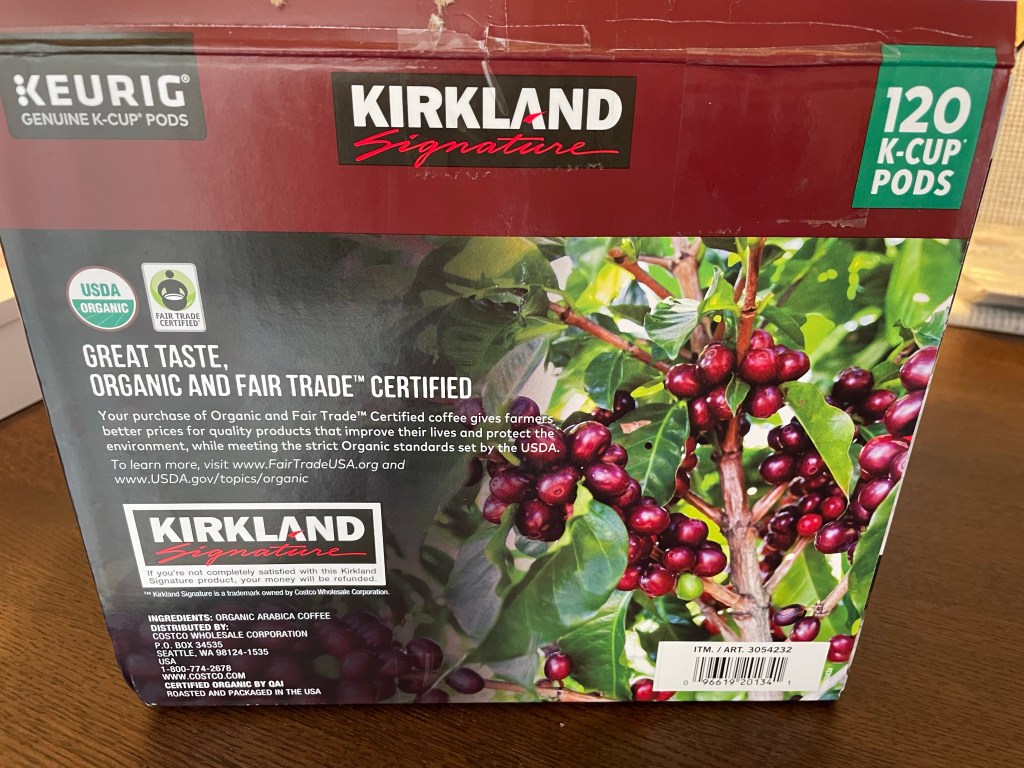 KEURIG®
GENUINE K-CUP® PODS
KIRKLAND
Signature
120
K-CUP®
PODS
USDA
ORGANIC
FAIR TRADE
CERTIFIED
GREAT TASTE,
ORGANIC AND FAIR TRADE™ CERTIFIED
Your purchase of Organic and Fair Trade™ Certified coffee gives farmers
better prices for quality products that improve their lives and protect the
environment, while meeting the strict Organic standards set by the USDA.
To learn more, visit www.FairTradeUSA.org and
www.USDA.gov/topics/organic
KIRKLAND
Signature
If you're not completely satisfied with this Kirkland
Signature product, your money will be refunded.
™ Kirkland Signature is a trademark owned by Costco Wholesale Corporation.
INGREDIENTS: ORGANIC ARABICA COFFEE
DISTRIBUTED BY:
COSTCO WHOLESALE CORPORATION
P.O. BOX 34535
SEATTLE, WA 98124-1535
USA
1-800-774-2678
WWW.COSTCO.COM
CERTIFIED ORGANIC BY QAI
ROASTED AND PACKAGED IN THE USA
ITM. / ART. 3054232
0 96619 20134 1